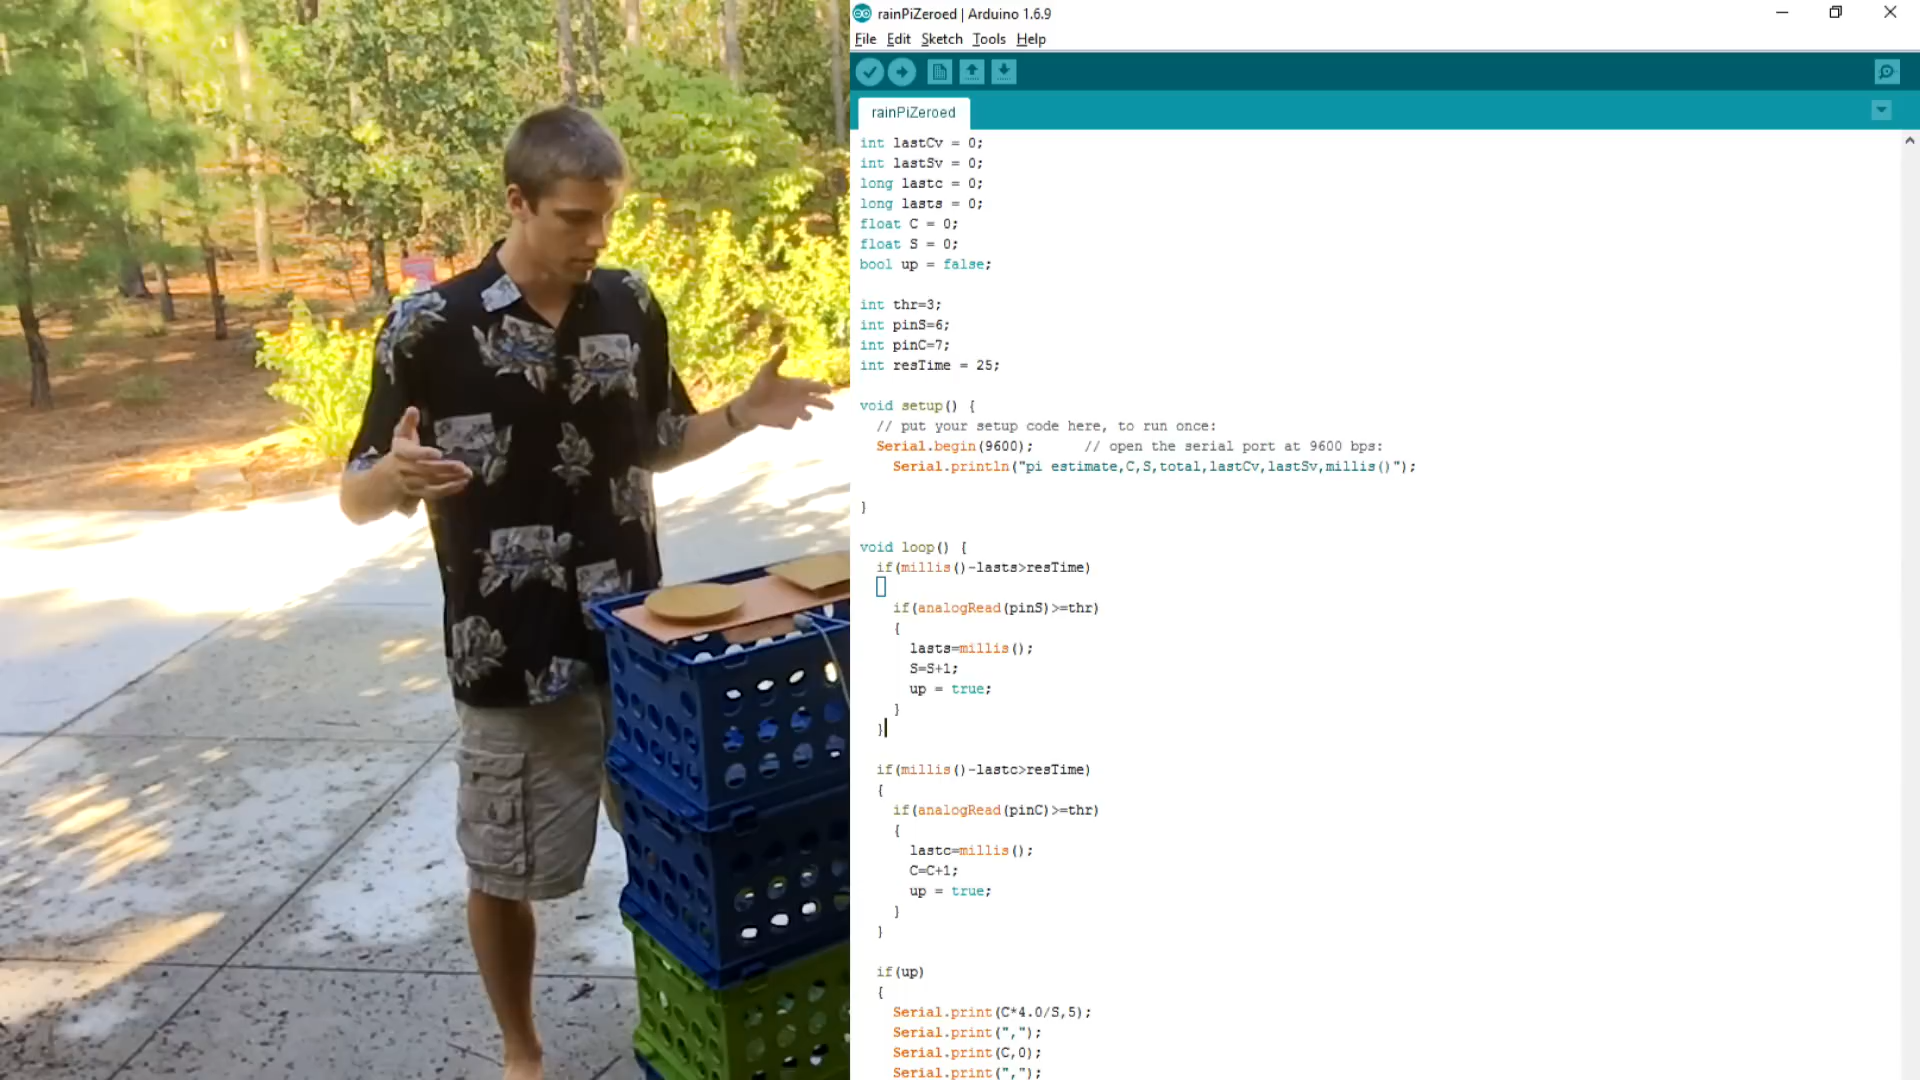 rainPiZeroed | Arduino 1.6.9
File Edit Sketch Tools Help
rainPiZeroed
int lastCv = 0;
int lastSv = 0;
long lastc = 0;
long lasts = 0;
float C = 0;
float S = 0;
bool up = false;
int thr=3;
int pinS=6;
int pinC=7;
int resTime = 25;
void setup() {
// put your setup code here, to run once:
Serial.begin(9600); // open the serial port at 9600 bps:
Serial.println("pi estimate,C,S,total,lastCv,lastSv,millis()");
}
void loop() {
if(millis()-lasts>resTime)
if(analogRead(pinS)>=thr)
{
lasts=millis();
S=S+1;
up = true;
}
}
if(millis()-lastc>resTime)
{
if(analogRead(pinC)>=thr)
{
lastc=millis();
C=C+1;
up = true;
}
}
if(up)
{
Serial.print(C*4.0/S,5);
Serial.print(",");
Serial.print(C,0);
Serial.print(",");